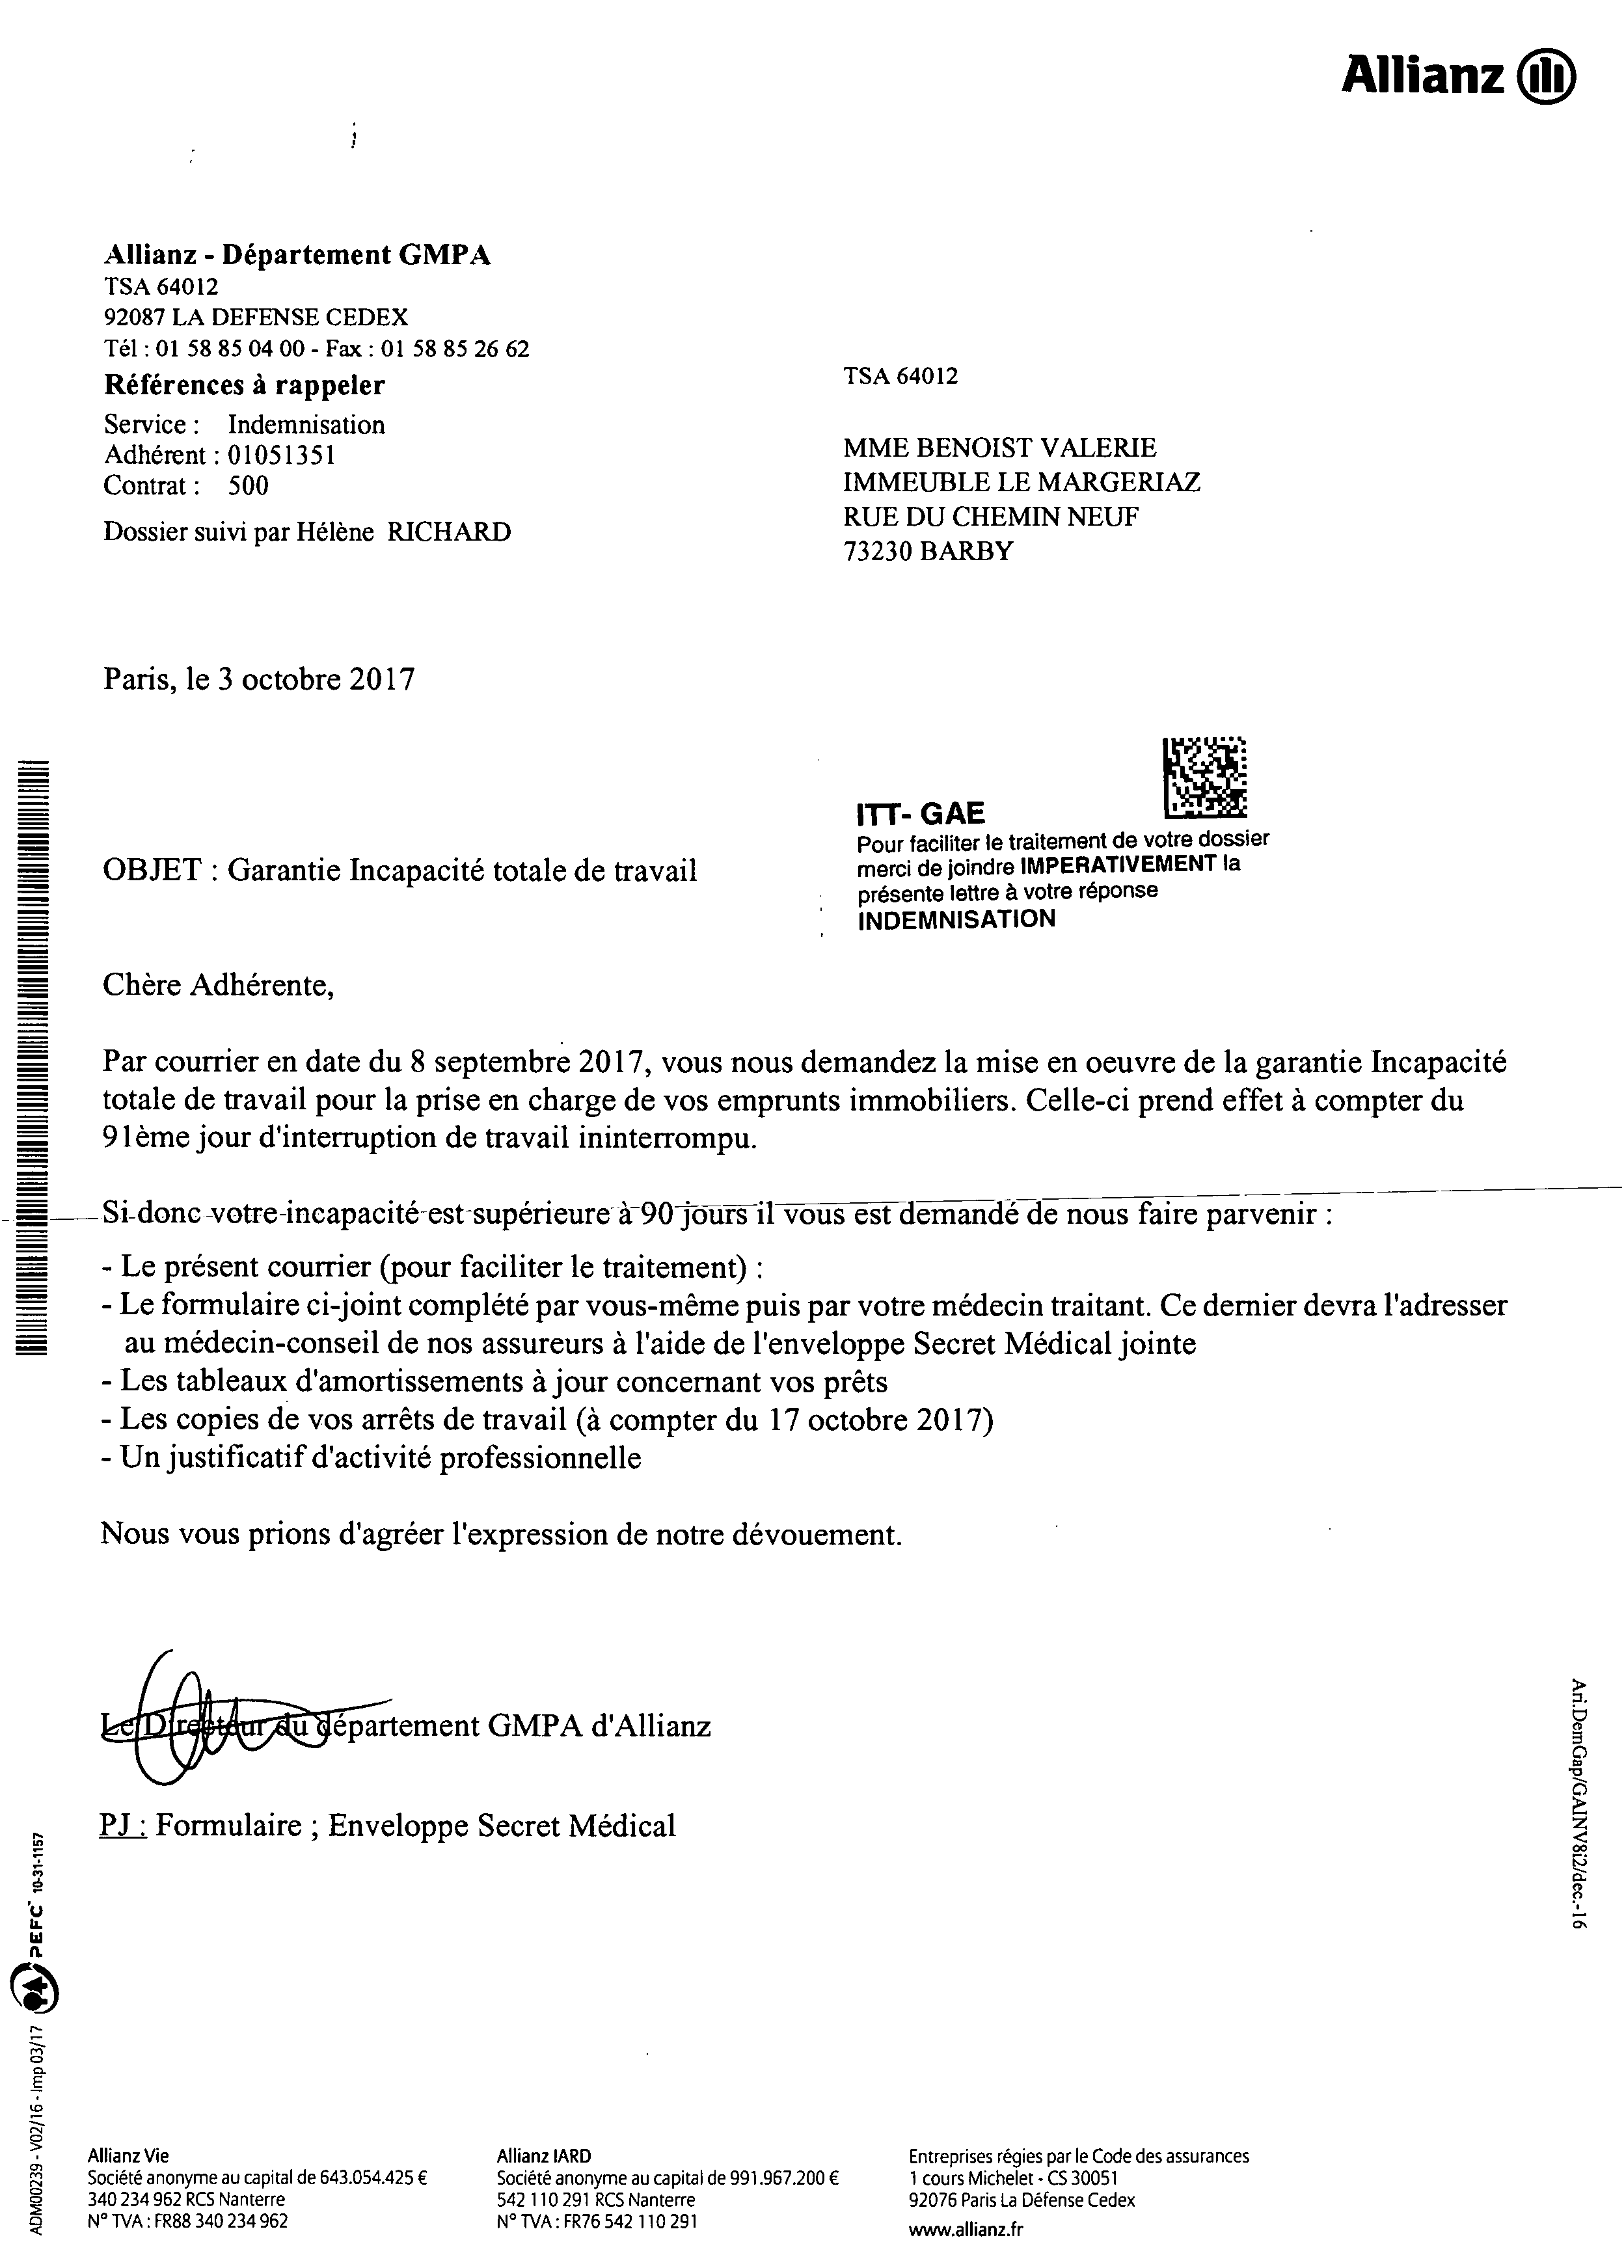 Allianz
Allianz - Département GMPA
TSA 64012
92087 LA DEFENSE CEDEX
Tél : 01 58 85 04 00 - Fax : 01 58 85 26 62
Références à rappeler
Service : Indemnisation
Adhérent : 01051351
Contrat : 500
Dossier suivi par Hélène RICHARD
TSA 64012
MME BENOIST VALERIE
IMMEUBLE LE MARGERIAZ
RUE DU CHEMIN NEUF
73230 BARBY
Paris, le 3 octobre 2017
ITT- GAE
Pour faciliter le traitement de votre dossier
merci de joindre IMPERATIVEMENT la
présente lettre à votre réponse
INDEMNISATION
OBJET : Garantie Incapacité totale de travail
Chère Adhérente,
Par courrier en date du 8 septembre 2017, vous nous demandez la mise en oeuvre de la garantie Incapacité
totale de travail pour la prise en charge de vos emprunts immobiliers. Celle-ci prend effet à compter du
91ème jour d'interruption de travail ininterrompu.
Si donc votre incapacité est supérieure à 90 jours il vous est demandé de nous faire parvenir :
- Le présent courrier (pour faciliter le traitement) :
- Le formulaire ci-joint complété par vous-même puis par votre médecin traitant. Ce dernier devra l'adresser
au médecin-conseil de nos assureurs à l'aide de l'enveloppe Secret Médical jointe
- Les tableaux d'amortissements à jour concernant vos prêts
- Les copies de vos arrêts de travail (à compter du 17 octobre 2017)
- Un justificatif d'activité professionnelle
Nous vous prions d'agréer l'expression de notre dévouement.
Le Directeur du département GMPA d'Allianz
PJ : Formulaire ; Enveloppe Secret Médical
Ari.DemGap/GAINV8i2/dec.-16
ADM00239 - V02/16 - Imp 03/17 PEFC 10-31-1157
Allianz Vie
Société anonyme au capital de 643.054.425 €
340 234 962 RCS Nanterre
N° TVA : FR88 340 234 962
Allianz IARD
Société anonyme au capital de 991.967.200 €
542 110 291 RCS Nanterre
N° TVA : FR76 542 110 291
Entreprises régies par le Code des assurances
1 cours Michelet - CS 30051
92076 Paris La Défense Cedex
www.allianz.fr